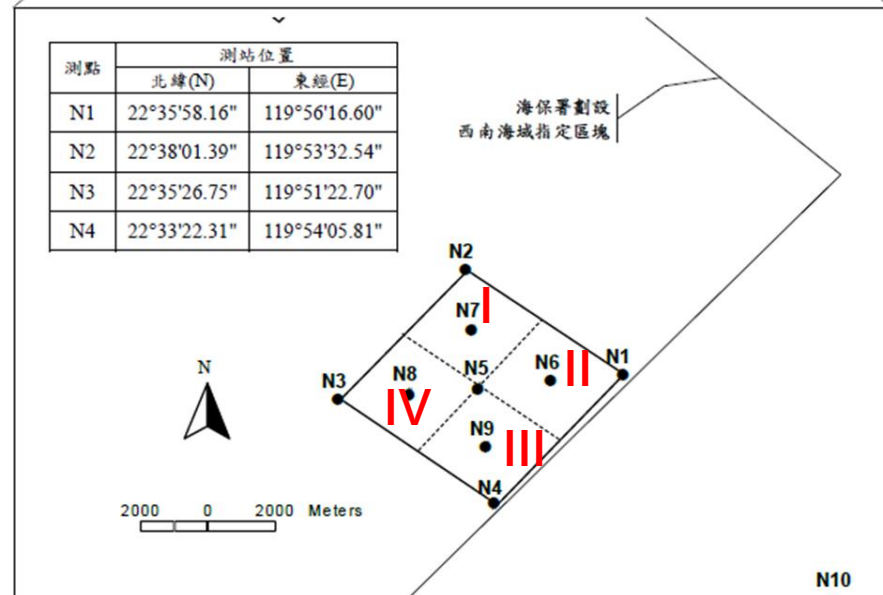 測點
測站位置
北緯(N)
東經(E)
N1 22°35'58.16" 119°56'16.60"
N2 22°38'01.39" 119°53'32.54"
N3 22°35'26.75" 119°51'22.70"
N4 22°33'22.31" 119°54'05.81"
海保署劃設
西南海域指定區塊
N2
N7
I
N1
N6
II
N5
N8
N3
IV
N9
III
N4
N
2000 0 2000 Meters
N10